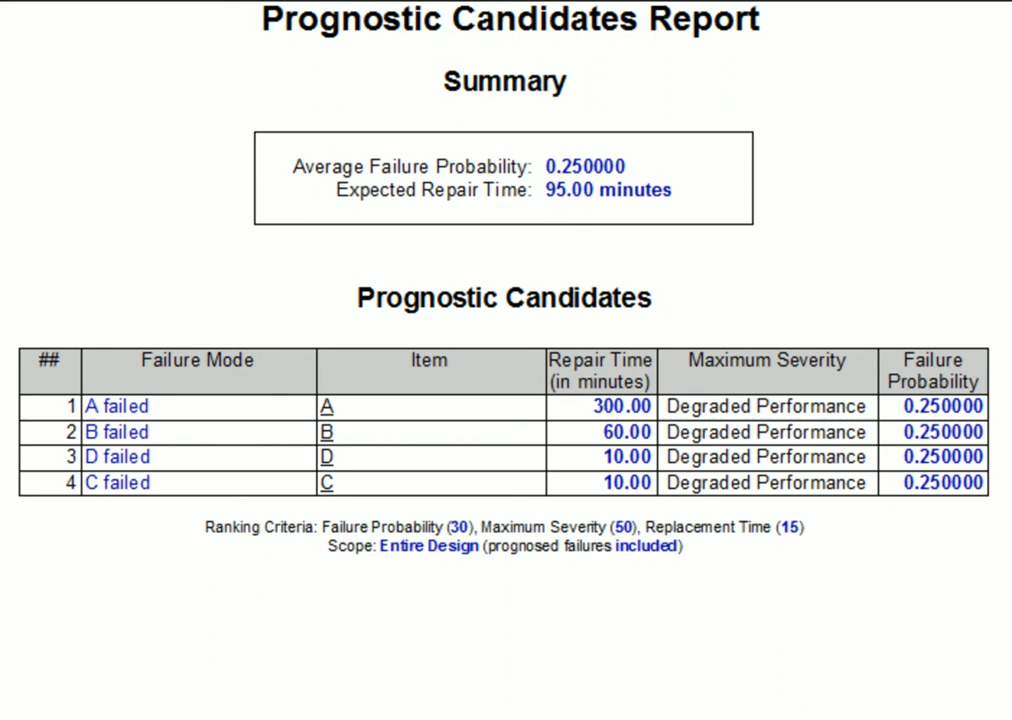 Prognostic Candidates Report
Summary
Average Failure Probability: 0.250000
Expected Repair Time: 95.00 minutes
Prognostic Candidates
## Failure Mode Item Repair Time (in minutes) Maximum Severity Failure Probability
1 A failed A 300.00 Degraded Performance 0.250000
2 B failed B 60.00 Degraded Performance 0.250000
3 D failed D 10.00 Degraded Performance 0.250000
4 C failed C 10.00 Degraded Performance 0.250000
Ranking Criteria: Failure Probability (30), Maximum Severity (50), Replacement Time (15)
Scope: Entire Design (prognosed failures included)